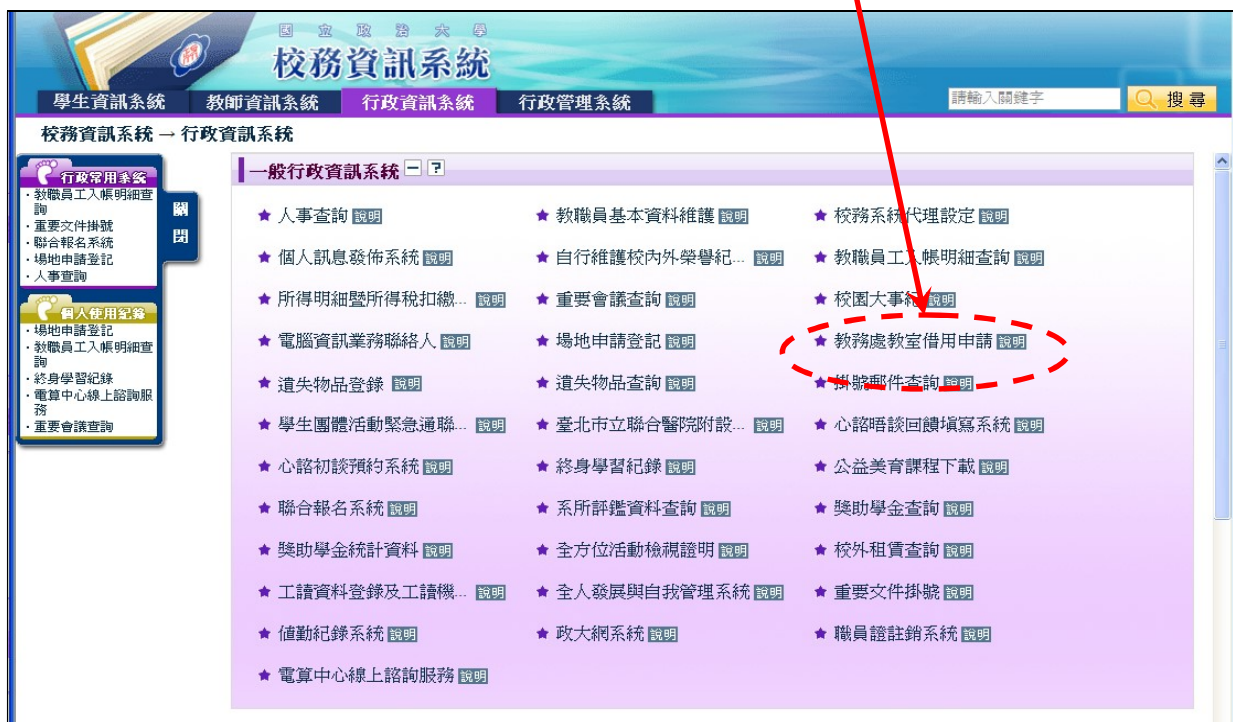 國立政治大學
校務資訊系統
學生資訊系統 教師資訊系統 行政資訊系統 行政管理系統 請輸入關鍵字 搜尋
校務資訊系統 → 行政資訊系統
行政常用系統
・教職員工入帳明細查
詢
・重要文件掛號
・聯合報名系統
・場地申請登記
・人事查詢
關
閉
個人使用紀錄
・場地申請登記
・教職員工入帳明細查
詢
・終身學習紀錄
・電算中心線上諮詢服
務
・重要會議查詢
一般行政資訊系統 − ?
★ 人事查詢 說明 ★ 教職員基本資料維護 說明 ★ 校務系統代理設定 說明
★ 個人訊息發佈系統 說明 ★ 自行維護校內外榮譽紀... 說明 ★ 教職員工入帳明細查詢 說明
★ 所得明細暨所得稅扣繳... 說明 ★ 重要會議查詢 說明 ★ 校園大事紀 說明
★ 電腦資訊業務聯絡人 說明 ★ 場地申請登記 說明 ★ 教務處教室借用申請 說明
★ 遺失物品登錄 說明 ★ 遺失物品查詢 說明 ★ 掛號郵件查詢 說明
★ 學生團體活動緊急通聯... 說明 ★ 臺北市立聯合醫院附設... 說明 ★ 心諮晤談回饋填寫系統 說明
★ 心諮初談預約系統 說明 ★ 終身學習紀錄 說明 ★ 公益美育課程下載 說明
★ 聯合報名系統 說明 ★ 系所評鑑資料查詢 說明 ★ 獎助學金查詢 說明
★ 獎助學金統計資料 說明 ★ 全方位活動檢視證明 說明 ★ 校外租賃查詢 說明
★ 工讀資料登錄及工讀機... 說明 ★ 全人發展與自我管理系統 說明 ★ 重要文件掛號 說明
★ 值勤紀錄系統 說明 ★ 政大網系統 說明 ★ 職員證註銷系統 說明
★ 電算中心線上諮詢服務 說明